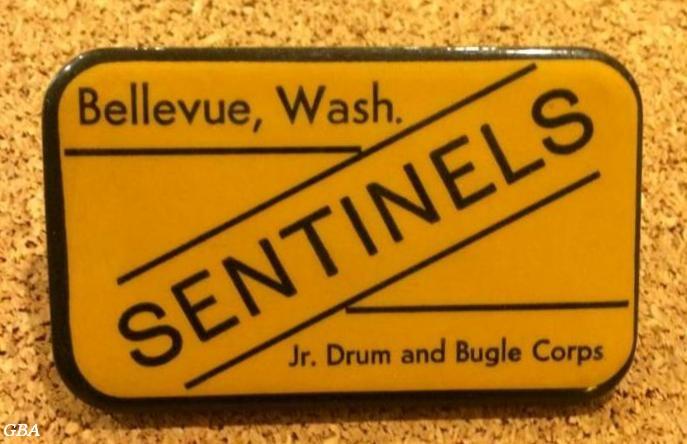 Bellevue, Wash.
SENTINELS
Jr. Drum and Bugle Corps
GBA